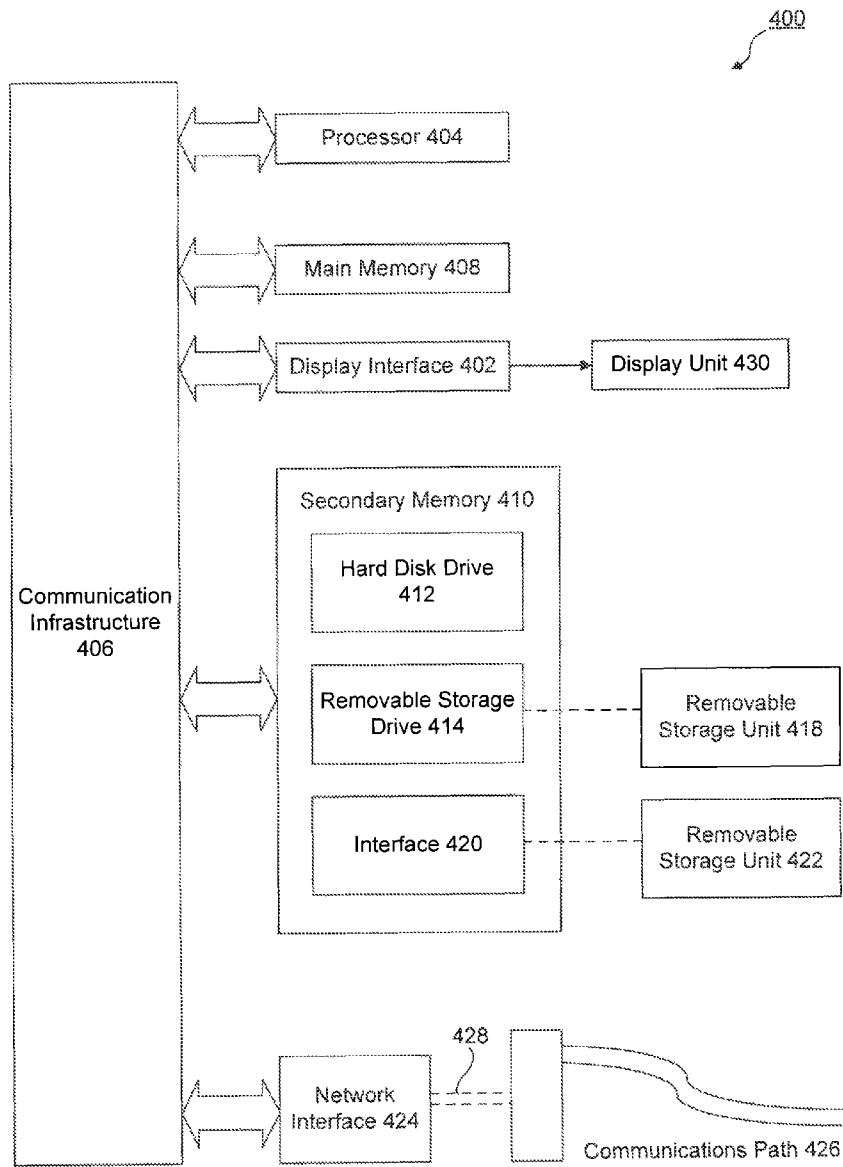 400
Processor 404
Main Memory 408
Display Interface 402
Display Unit 430
Secondary Memory 410
Hard Disk Drive
412
Communication
Infrastructure
406
Removable Storage
Drive 414
Removable
Storage Unit 418
Interface 420
Removable
Storage Unit 422
428
Network
Interface 424
Communications Path 426